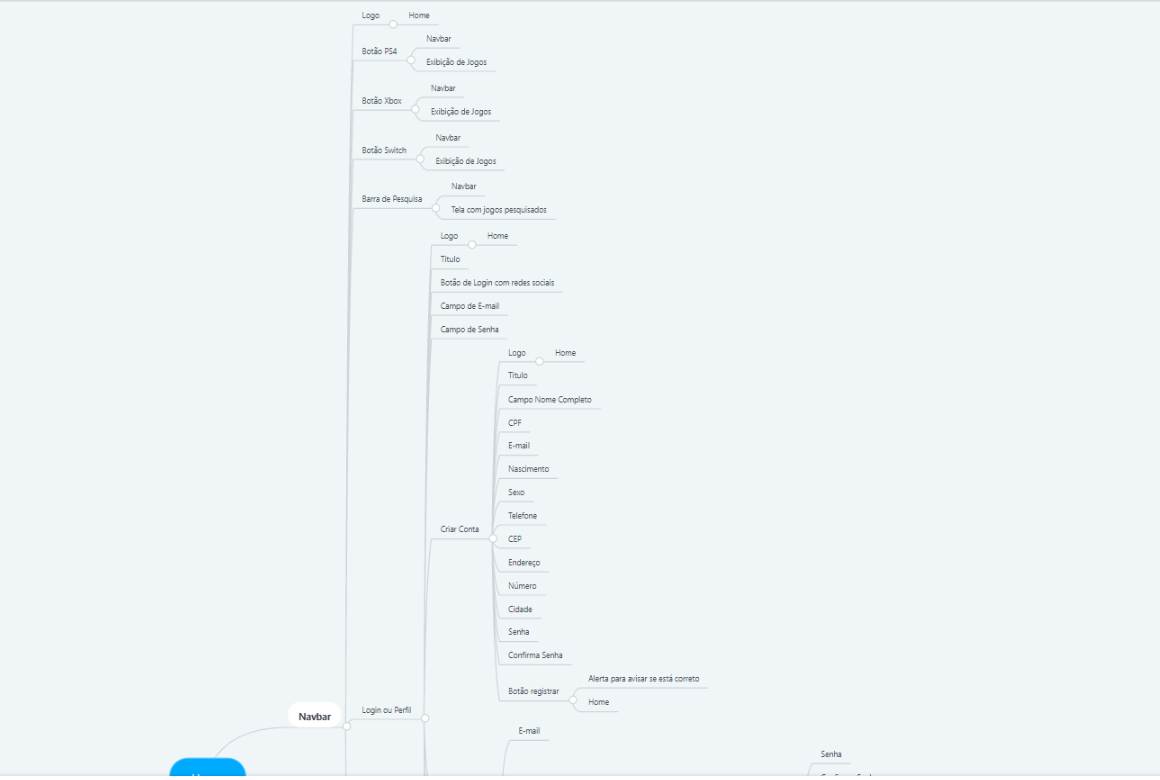 Logo
Home
Botão PS4
Navbar
Exibição de Jogos
Botão Xbox
Navbar
Exibição de Jogos
Botão Switch
Navbar
Exibição de Jogos
Barra de Pesquisa
Navbar
Tela com jogos pesquisados
Logo
Home
Titulo
Botão de Login com redes sociais
Campo de E-mail
Campo de Senha
Logo
Home
Titulo
Campo Nome Completo
CPF
E-mail
Nascimento
Sexo
Telefone
Criar Conta
CEP
Endereço
Número
Cidade
Senha
Confirma Senha
Alerta para avisar se está correto
Botão registrar
Home
Login ou Perfil
Navbar
E-mail
Senha